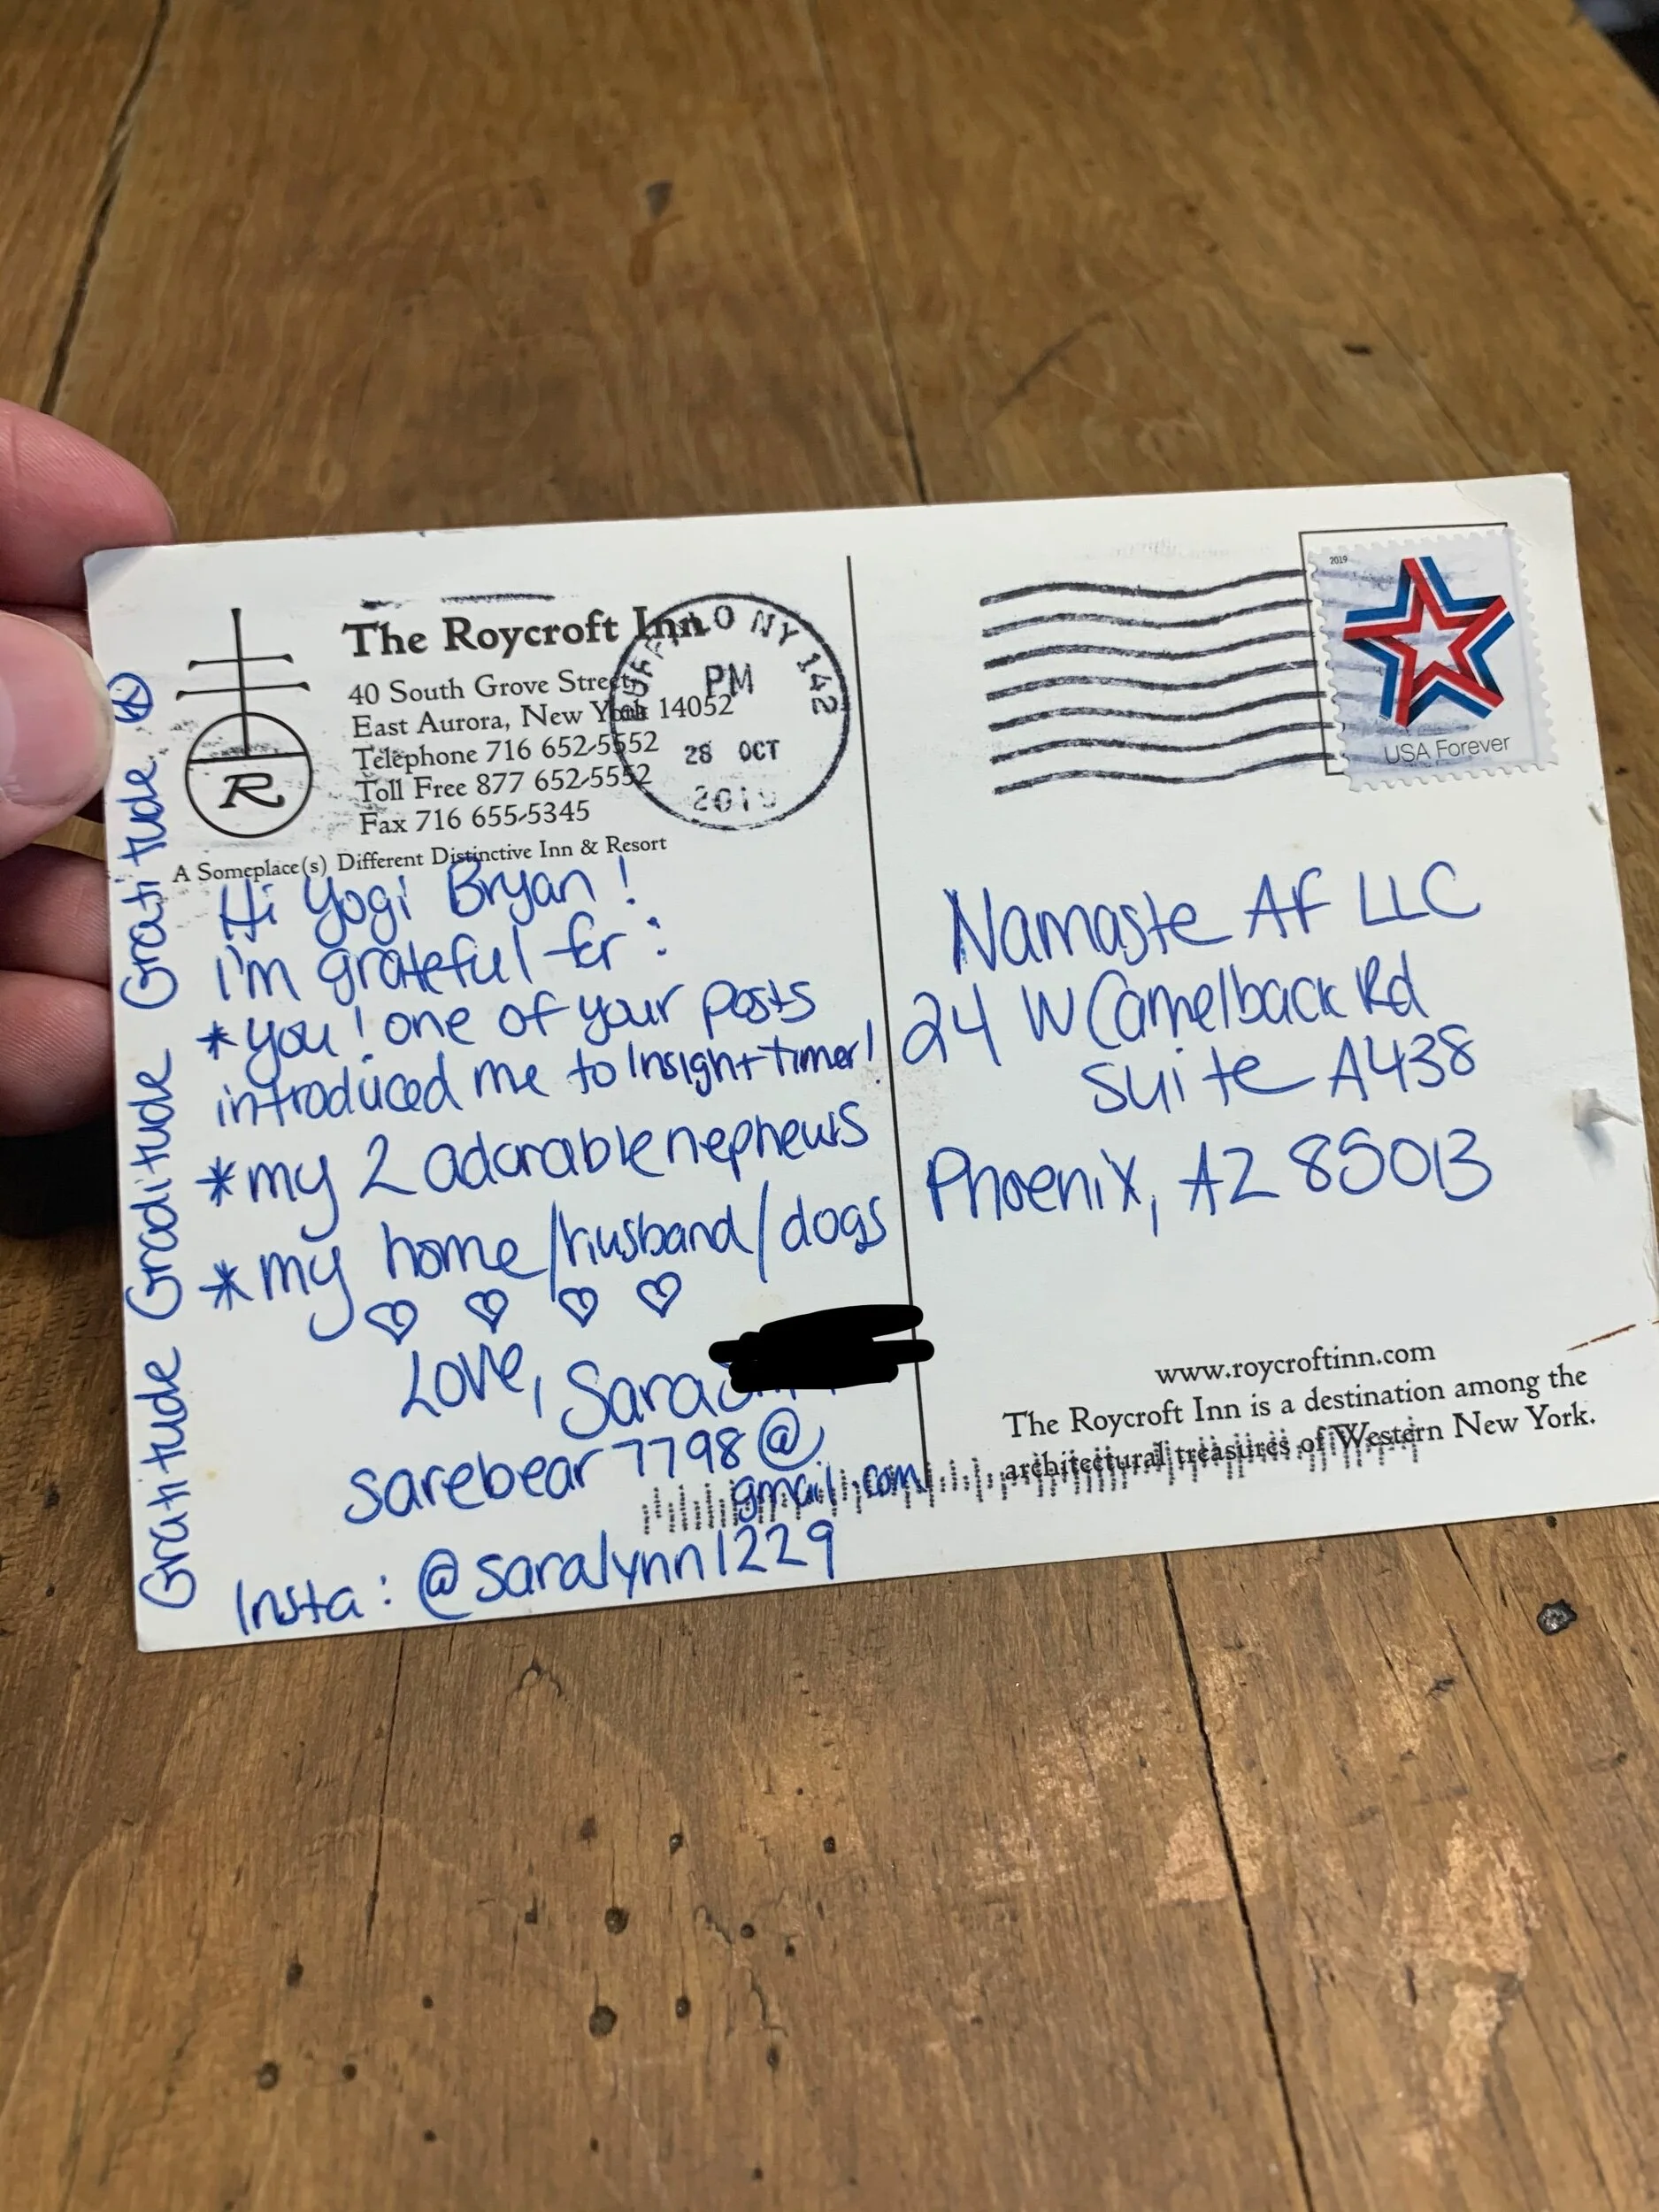 The Roycroft Inn
40 South Grove Street
East Aurora, New York 14052
Telephone 716 652-5552
Toll Free 877 652-5552
Fax 716 655-5345
A Someplace(s) Different Distinctive Inn & Resort
R
BUFFALO NY 142
PM
28 OCT
2019
2019
USA Forever
Hi Yogi Bryan!
I'm grateful for:
*you! one of your posts
introduced me to Insight timer!
*my 2 adorable nephews
*my home/husband/dogs
Love, Sara
sarebear7798@
gmail.com
Insta: @saralynn1229
Gratitude Graditude Gratitude
Namaste AF LLC
24 W Camelback Rd
Suite A438
Phoenix, AZ 85013
www.roycroftinn.com
The Roycroft Inn is a destination among the
architectural treasures of Western New York.